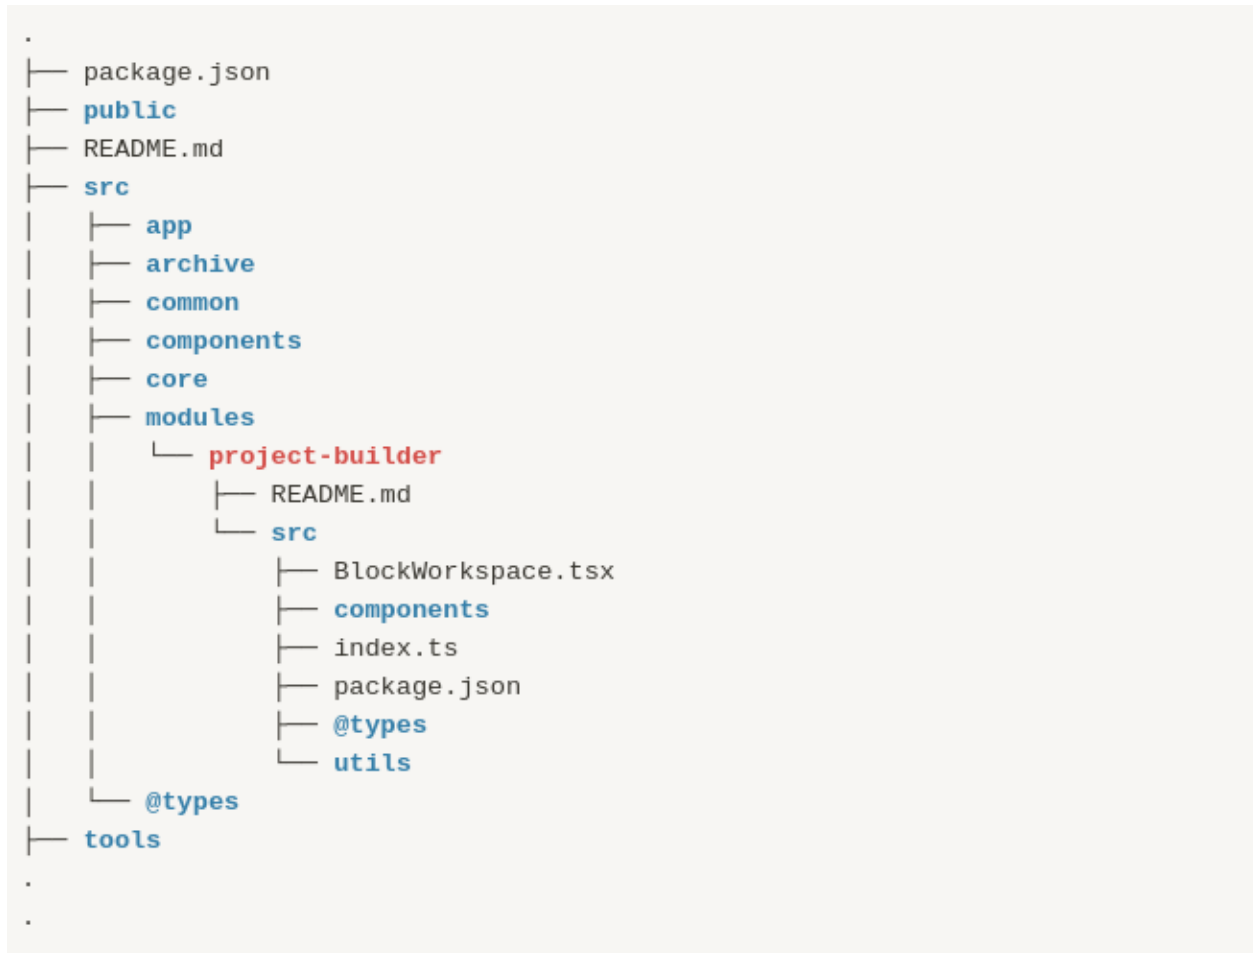 .
├── package.json
├── public
├── README.md
├── src
│   ├── app
│   ├── archive
│   ├── common
│   ├── components
│   ├── core
│   ├── modules
│   │   └── project-builder
│   │       ├── README.md
│   │       └── src
│   │           ├── BlockWorkspace.tsx
│   │           ├── components
│   │           ├── index.ts
│   │           ├── package.json
│   │           ├── @types
│   │           └── utils
│   └── @types
├── tools
.
.